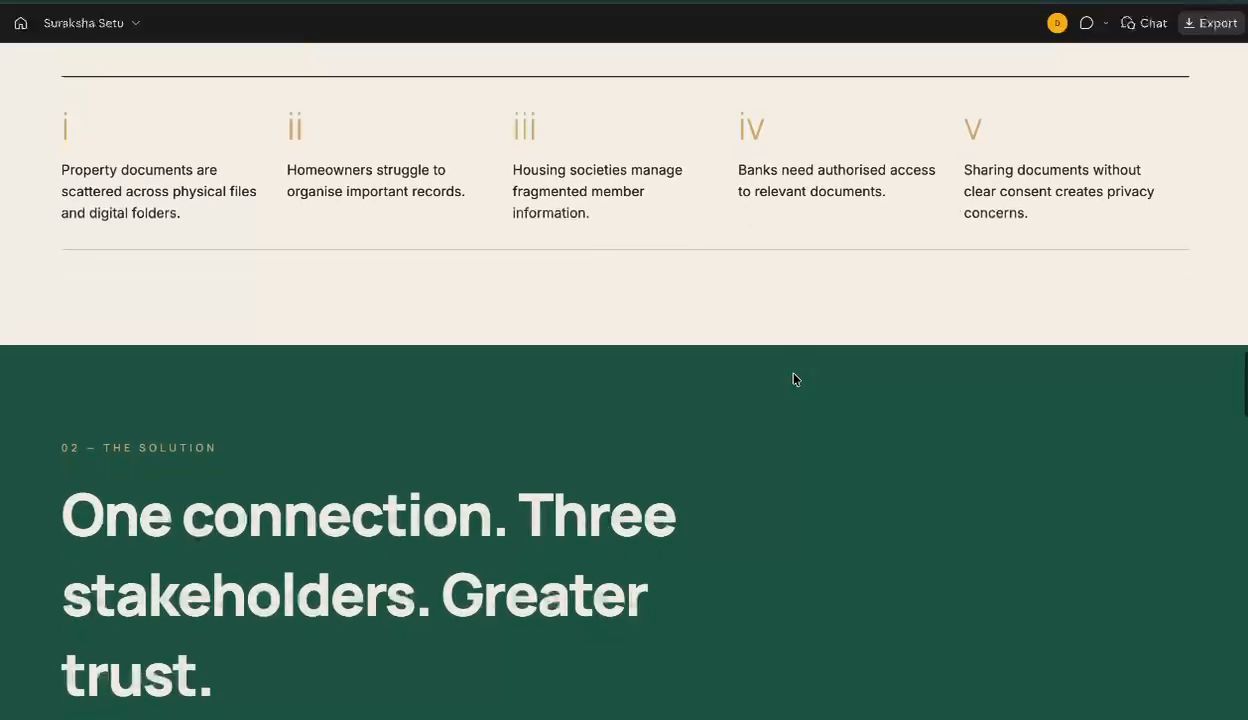 Suraksha Setu
D
Chat
Export
i
Property documents are
scattered across physical files
and digital folders.
ii
Homeowners struggle to
organise important records.
iii
Housing societies manage
fragmented member
information.
iv
Banks need authorised access
to relevant documents.
v
Sharing documents without
clear consent creates privacy
concerns.
02 – THE SOLUTION
One connection. Three
stakeholders. Greater
trust.